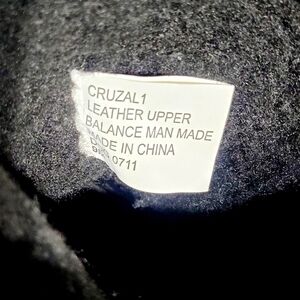 CRUZAL1
LEATHER UPPER
BALANCE MAN MADE
MADE IN CHINA
0711